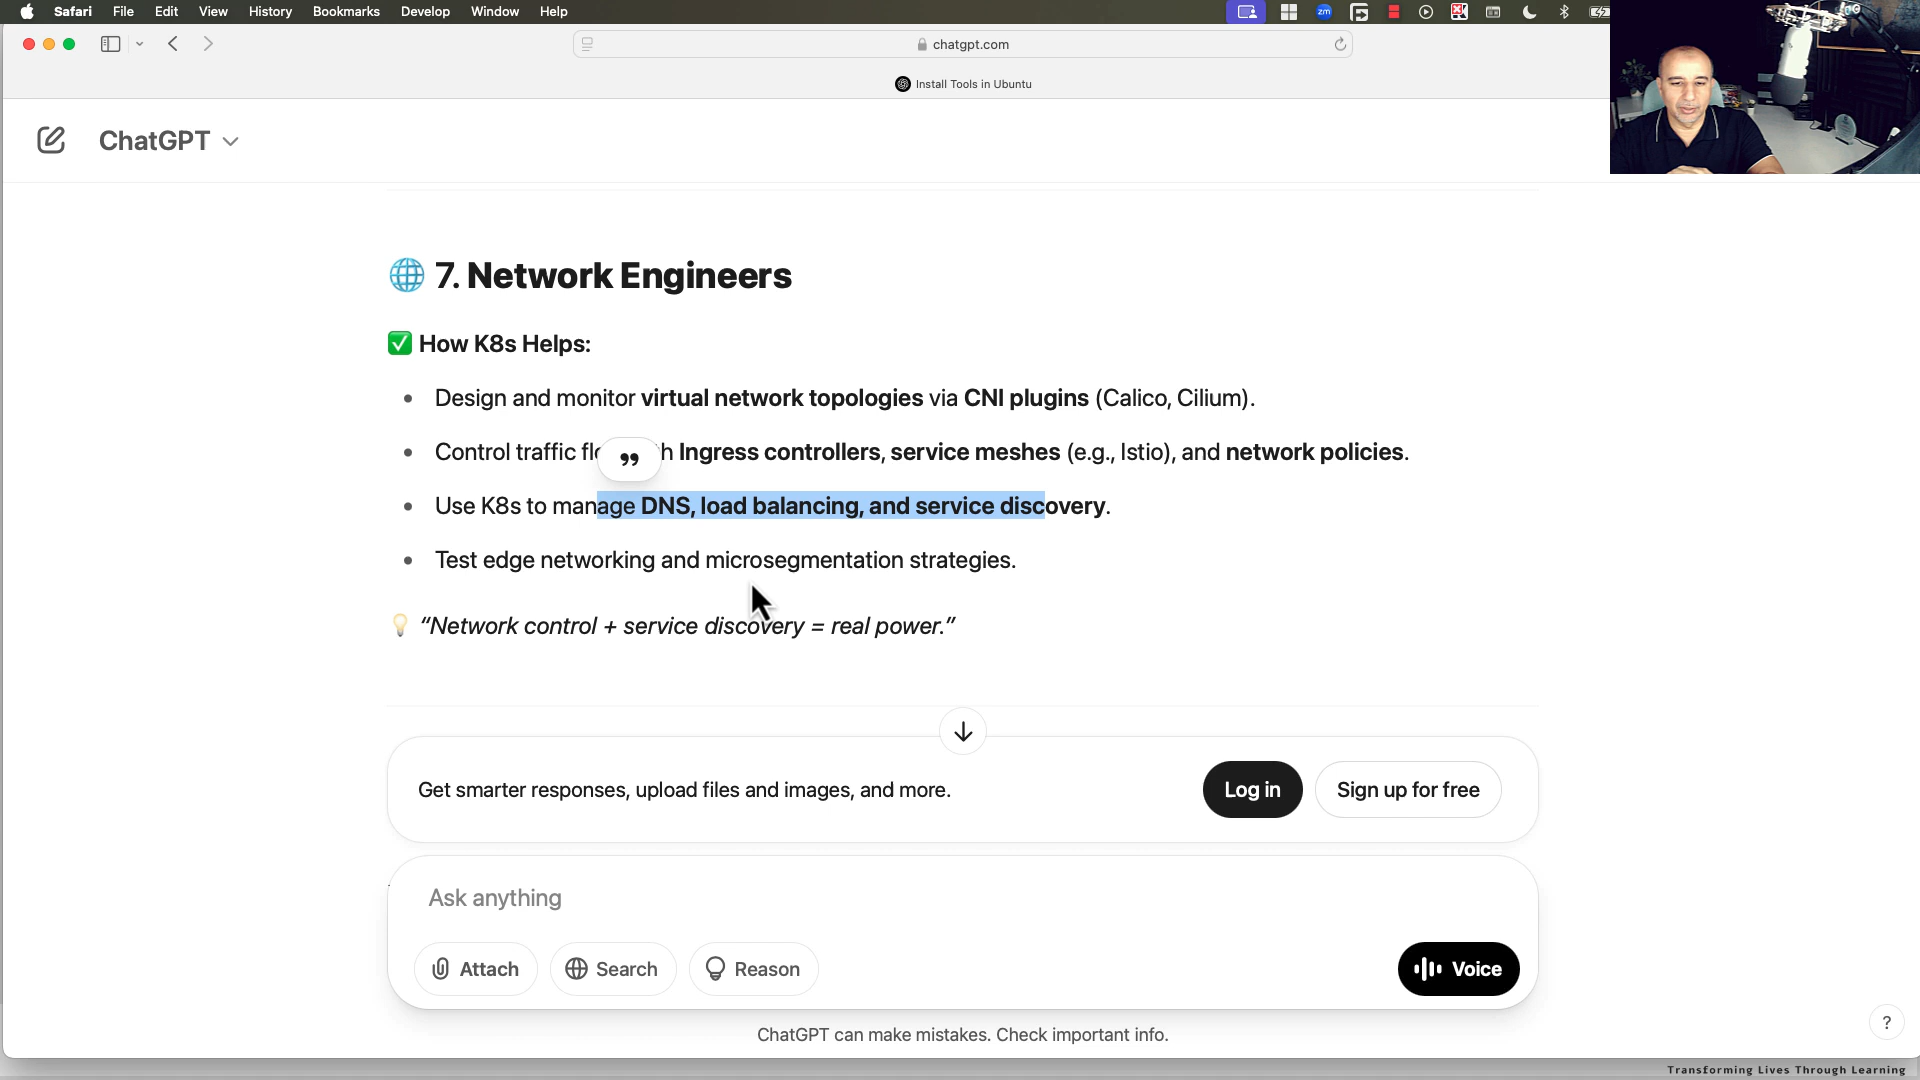 Safari File Edit View History Bookmarks Develop Window Help
zm
chatgpt.com
Install Tools in Ubuntu
ChatGPT
7. Network Engineers
How K8s Helps:
Design and monitor virtual network topologies via CNI plugins (Calico, Cilium).
Control traffic h Ingress controllers, service meshes (e.g., Istio), and network policies.
Use K8s to manage DNS, load balancing, and service discovery.
Test edge networking and microsegmentation strategies.
“Network control + service discovery = real power.”
Get smarter responses, upload files and images, and more.
Log in
Sign up for free
Ask anything
Attach
Search
Reason
Voice
ChatGPT can make mistakes. Check important info.
?
Transforming Lives Through Learning